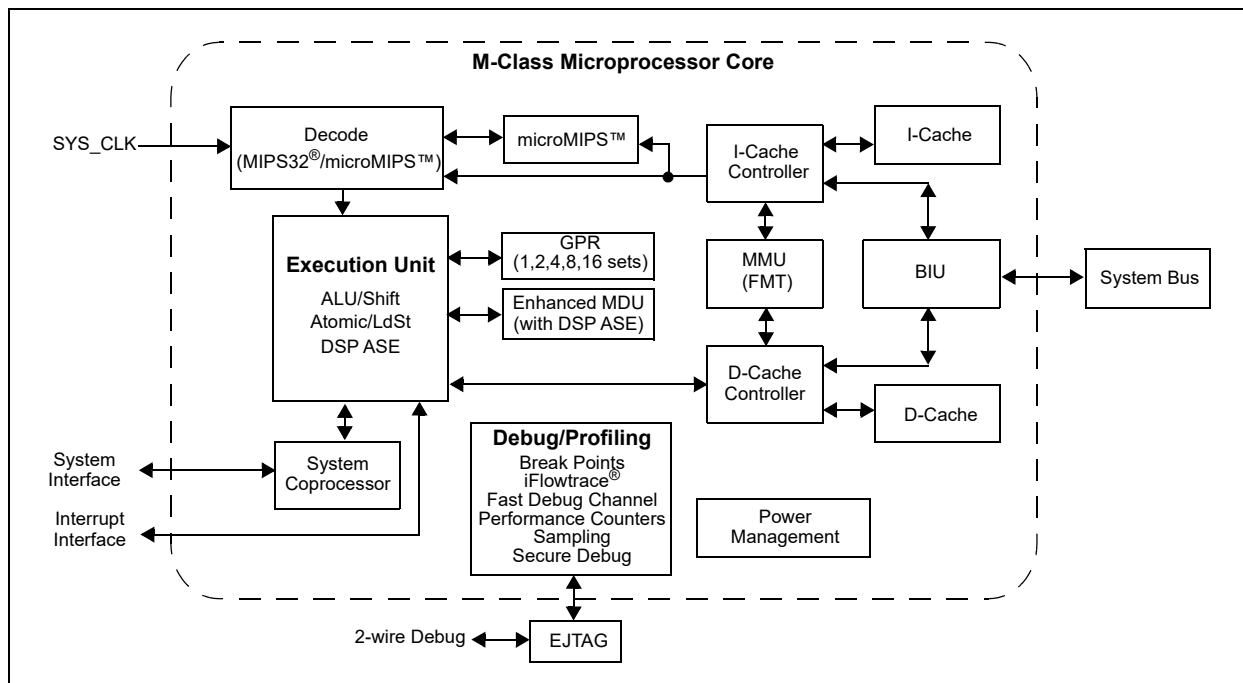 M-Class Microprocessor Core
SYS_CLK
Decode
(MIPS32®/microMIPS™)
microMIPS™
I-Cache
Controller
I-Cache
Execution Unit
ALU/Shift
Atomic/LdSt
DSP ASE
GPR
(1,2,4,8,16 sets)
Enhanced MDU
(with DSP ASE)
MMU
(FMT)
BIU
System Bus
D-Cache
Controller
D-Cache
System
Interface
System
Coprocessor
Interrupt
Interface
Debug/Profiling
Break Points
iFlowtrace®
Fast Debug Channel
Performance Counters
Sampling
Secure Debug
Power
Management
2-wire Debug
EJTAG